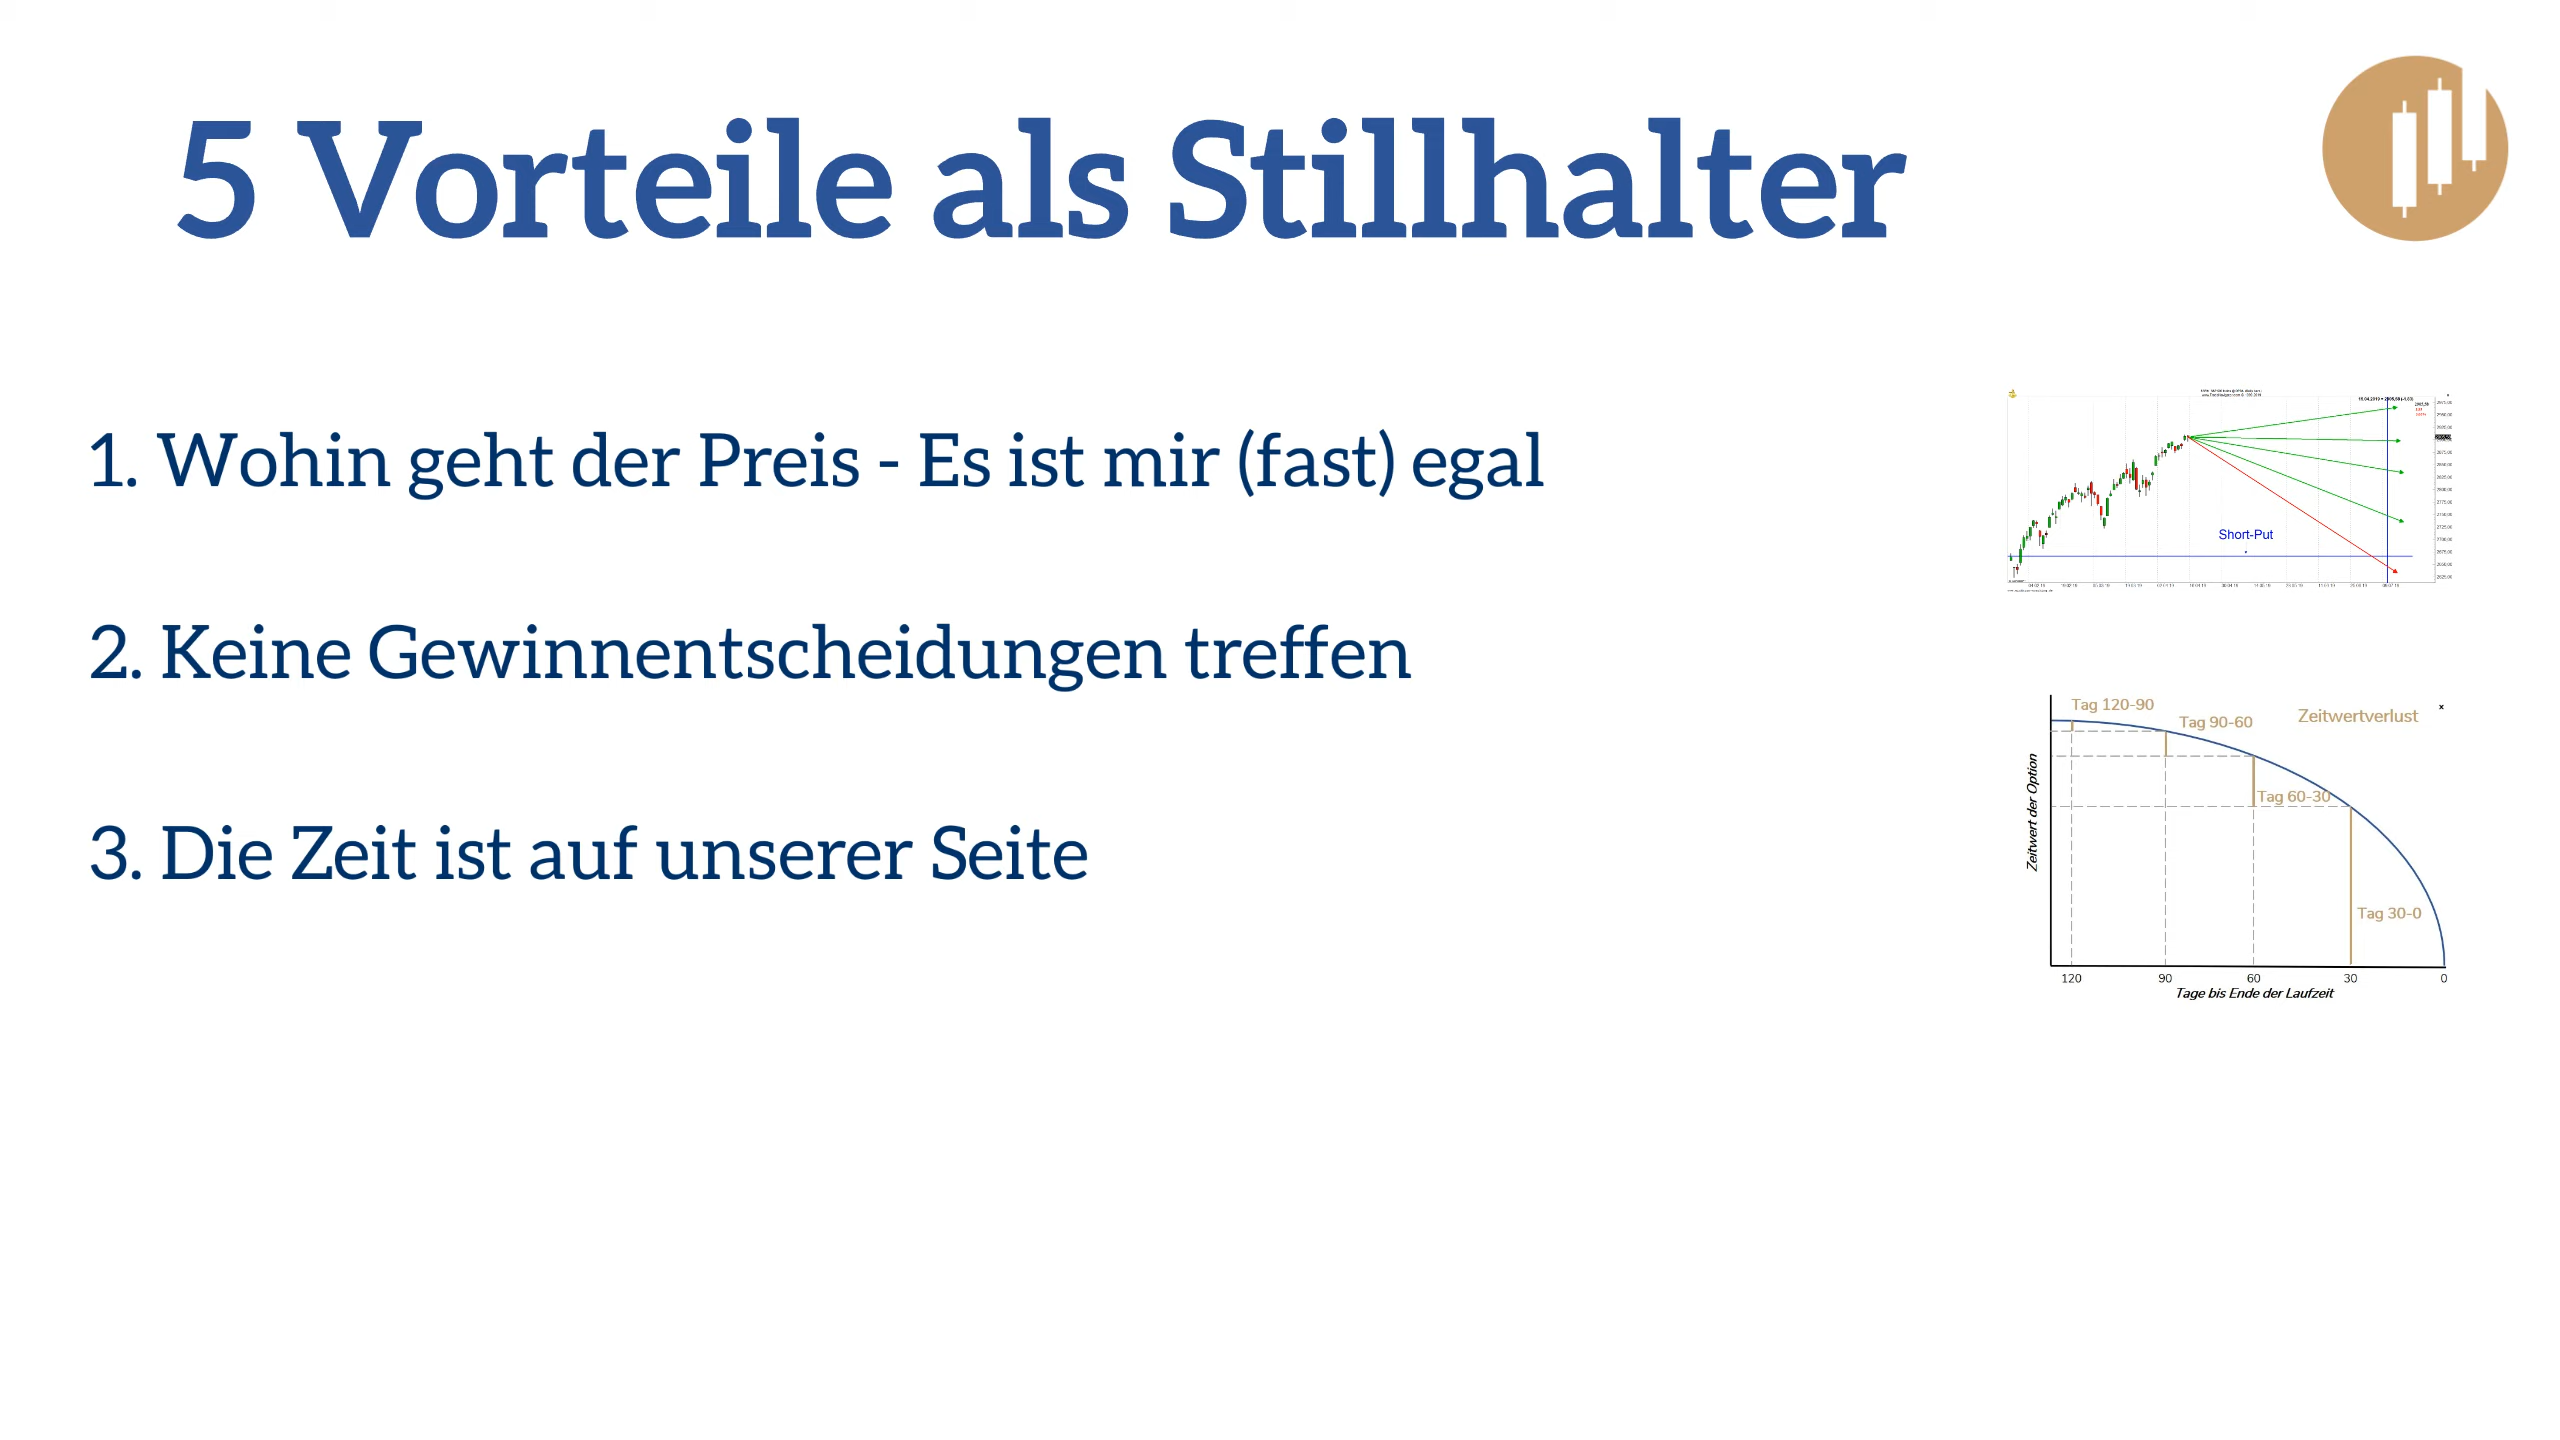 5 Vorteile als Stillhalter
1. Wohin geht der Preis - Es ist mir (fast) egal
2. Keine Gewinnentscheidungen treffen
3. Die Zeit ist auf unserer Seite
Short-Put
Tag 120-90
Tag 90-60
Zeitwertverlust
Zeitwert der Option
Tag 60-30
Tag 30-0
120 90 60 30 0
Tage bis Ende der Laufzeit